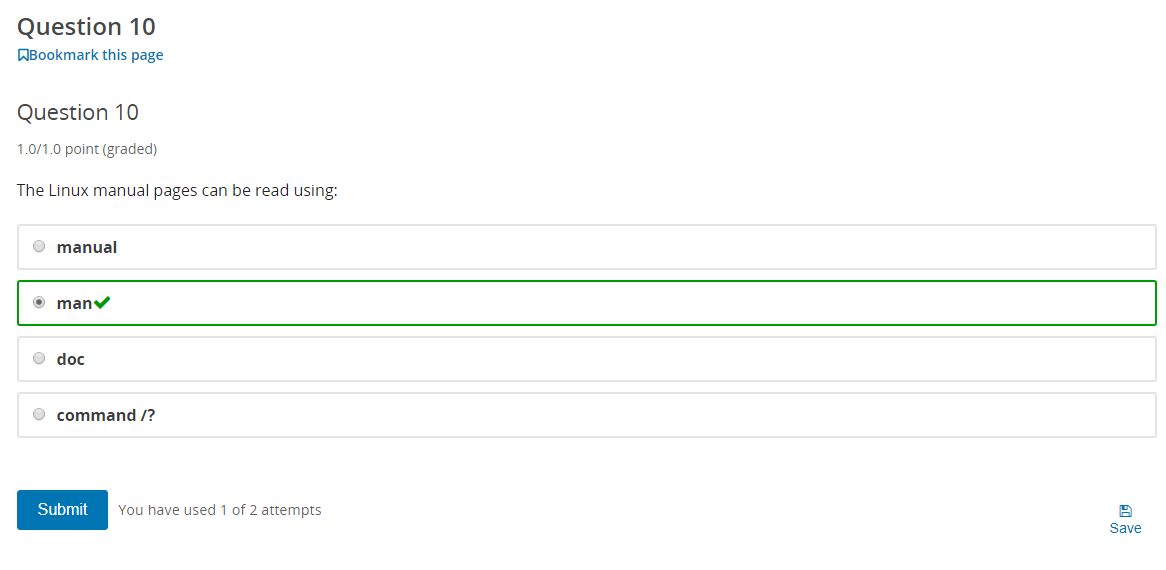 Question 10
Bookmark this page
Question 10
1.0/1.0 point (graded)
The Linux manual pages can be read using:
manual
man
doc
command /?
Submit You have used 1 of 2 attempts
Save